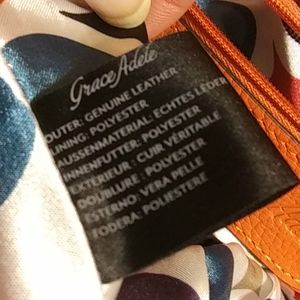 Grace Adele
OUTER: GENUINE LEATHER
LINING: POLYESTER
AUSSENMATERIAL: ECHTES LEDER
INNENFUTTER: POLYESTER
EXTÉRIEUR: CUIR VÉRITABLE
DOUBLURE: POLYESTER
ESTERNO: VERA PELLE
FODERA: POLIESTERE